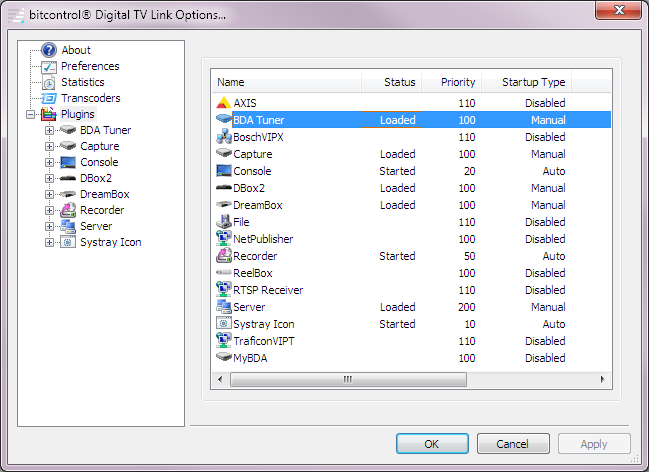 bitcontrol® Digital TV Link Options...
About
Preferences
Statistics
Transcoders
Plugins
BDA Tuner
Capture
Console
DBox2
DreamBox
Recorder
Server
Systray Icon
Name Status Priority Startup Type
AXIS 110 Disabled
BDA Tuner Loaded 100 Manual
BoschVIPX 110 Disabled
Capture Loaded 100 Manual
Console Started 20 Auto
DBox2 Loaded 100 Manual
DreamBox Loaded 100 Manual
File 110 Disabled
NetPublisher 100 Disabled
Recorder Started 50 Auto
ReelBox 100 Disabled
RTSP Receiver 110 Disabled
Server Loaded 200 Manual
Systray Icon Started 10 Auto
TraficonVIPT 110 Disabled
MyBDA 100 Disabled
OK Cancel Apply